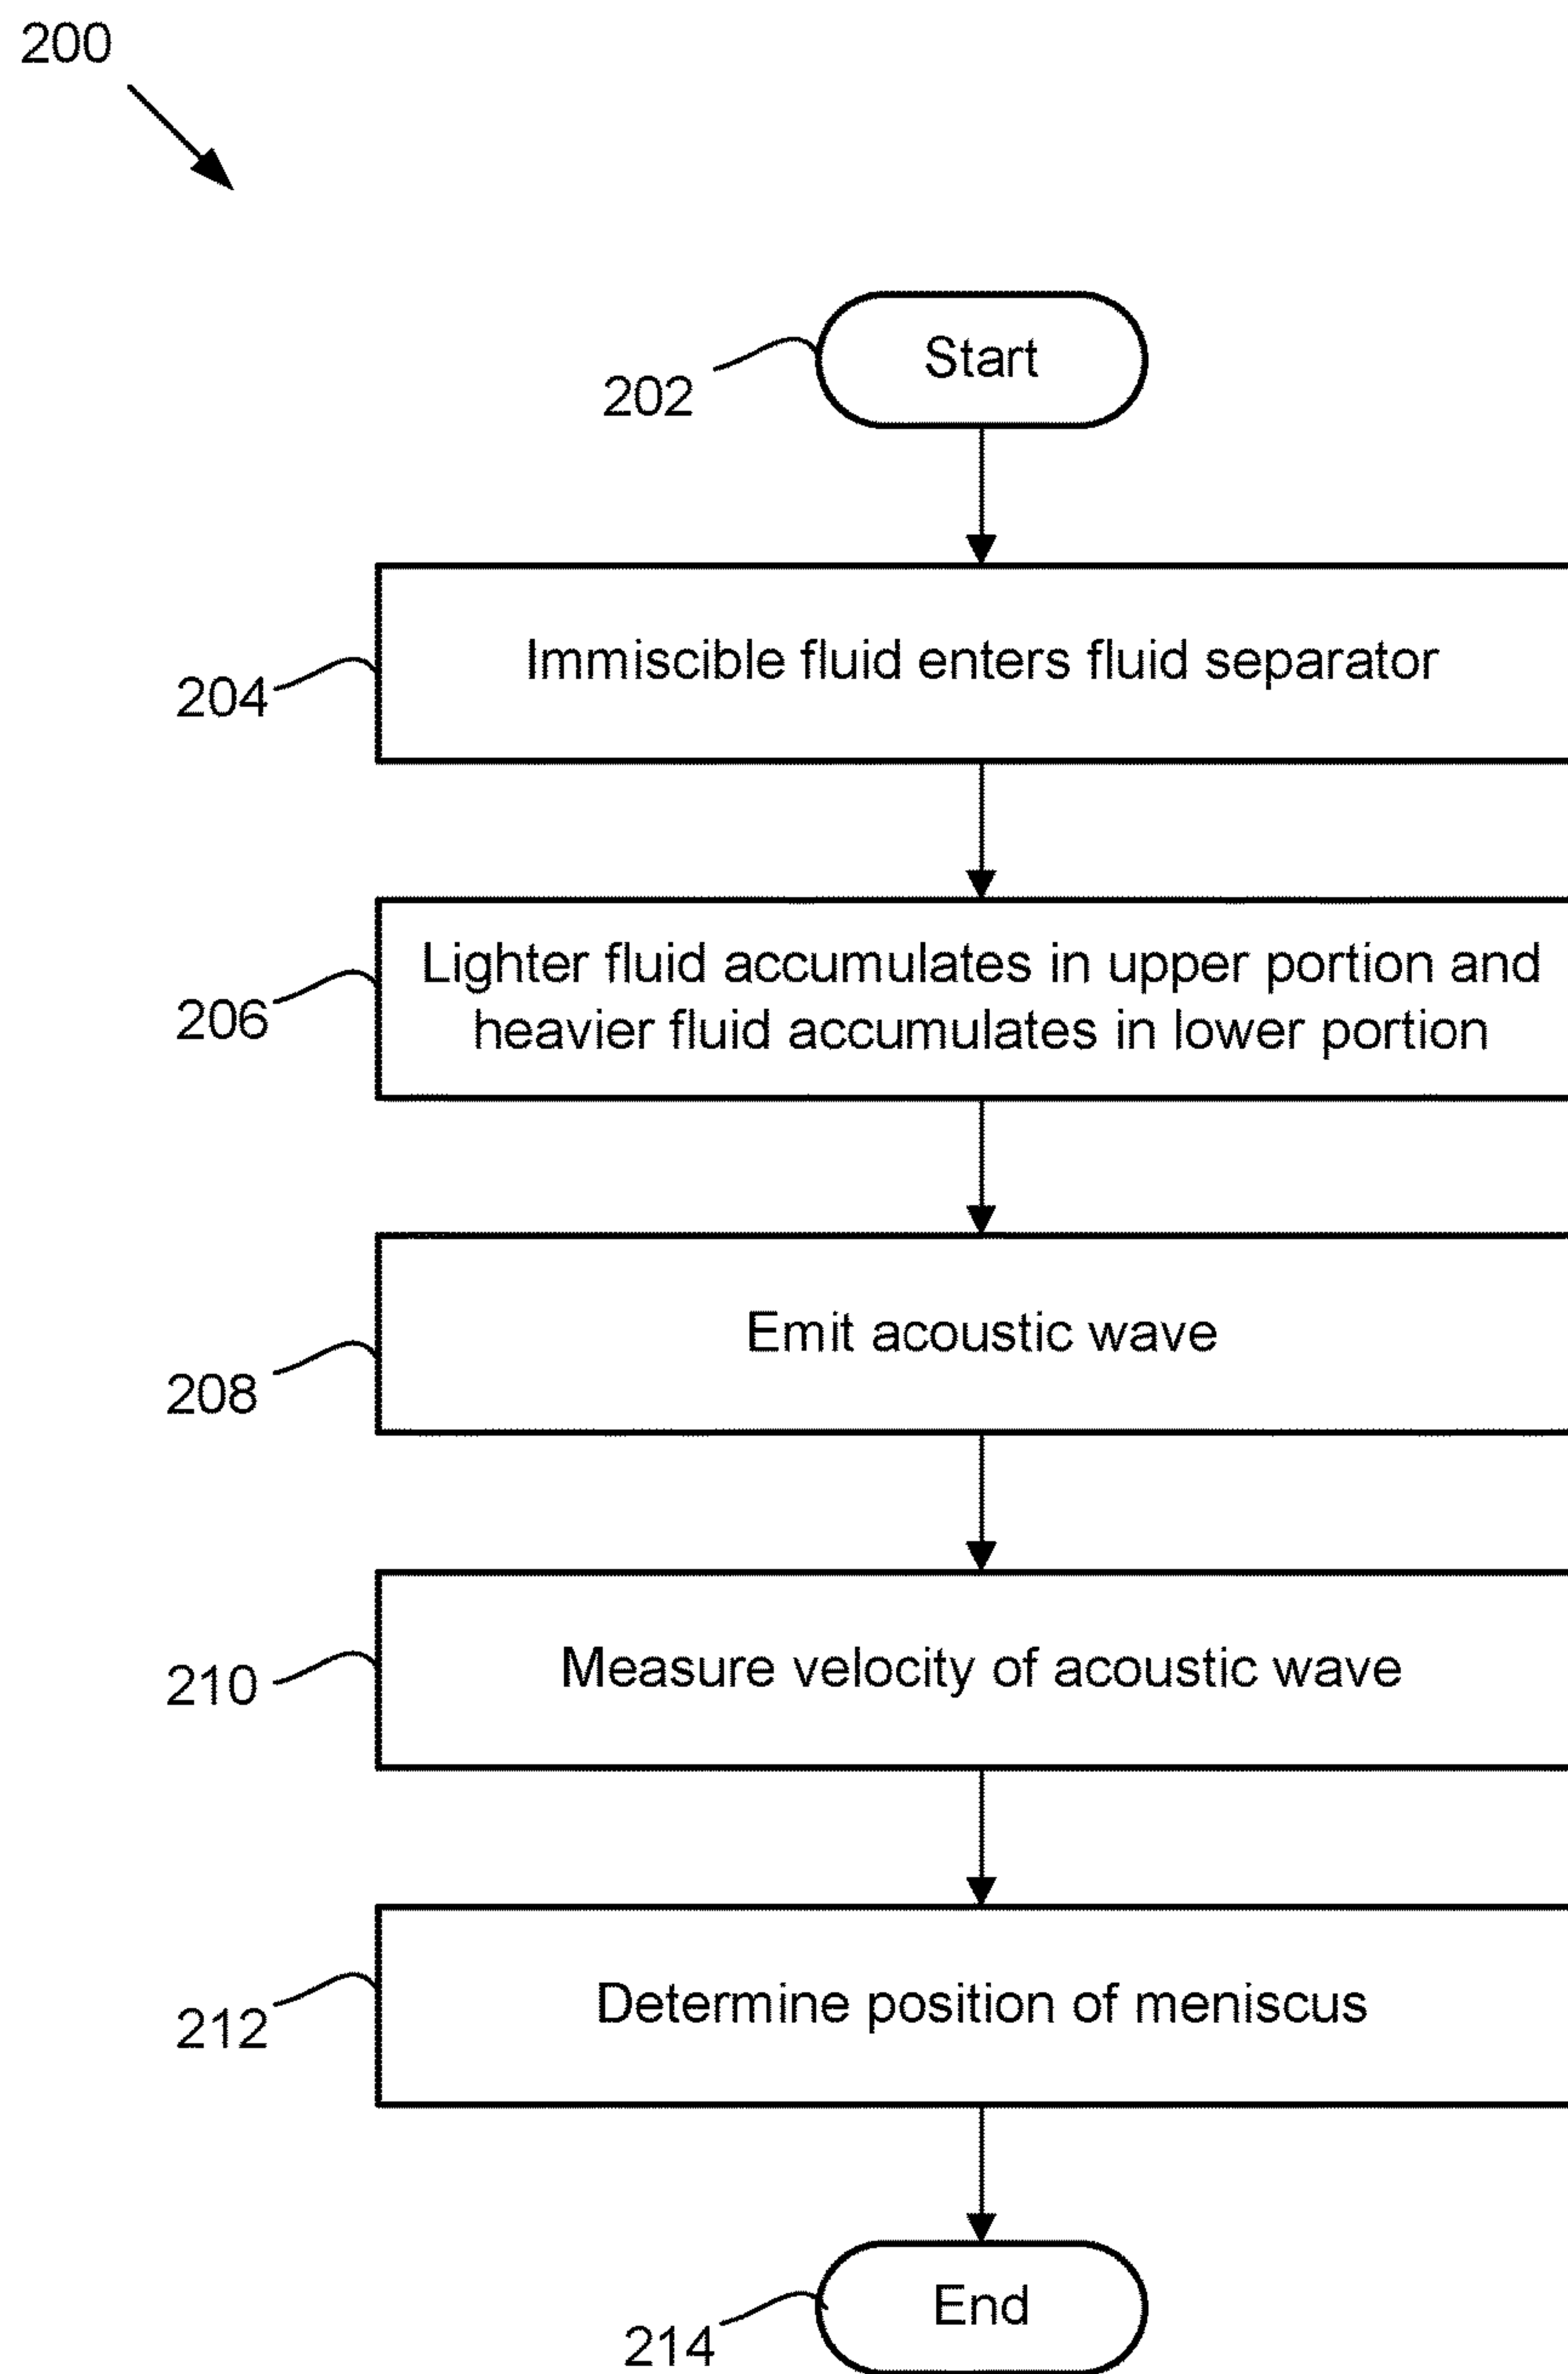 200
Start
202
Immiscible fluid enters fluid separator
204
Lighter fluid accumulates in upper portion and
heavier fluid accumulates in lower portion
206
Emit acoustic wave
208
Measure velocity of acoustic wave
210
Determine position of meniscus
212
End
214